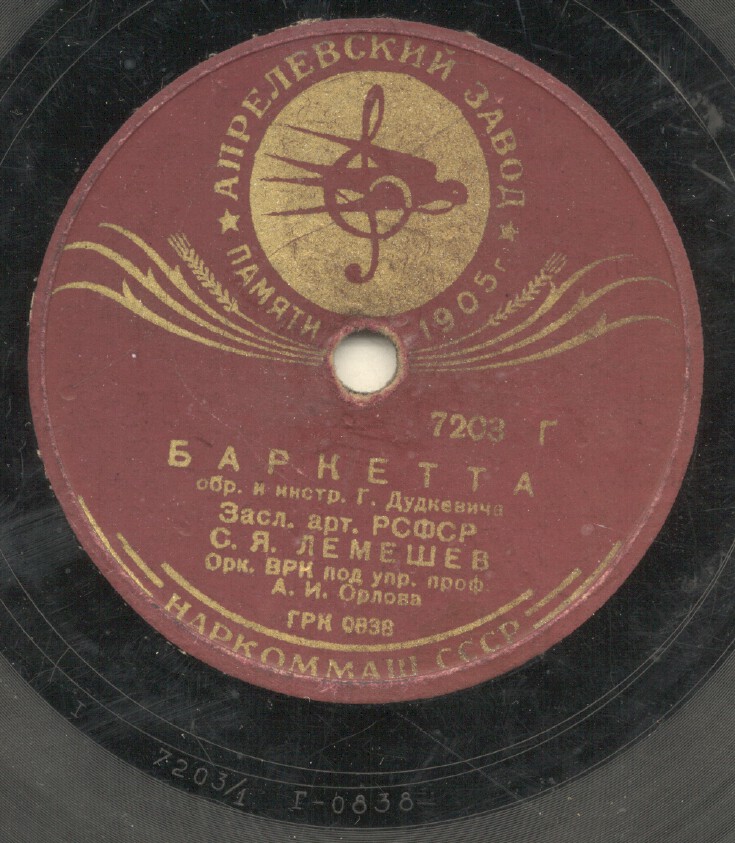 ★ АПРЕЛЕВСКИЙ ЗАВОД ★
ПАМЯТИ 1905 г.
7203 Г
БАРКЕТТА
обр. и инстр. Г. Дудкевича
Засл. арт. РСФСР
С. Я. ЛЕМЕШЕВ
Орк. ВРК под упр. проф.
А. И. Орлова
ГРК 0838
НАРКОММАШ СССР
I 7203/1 Г-0838